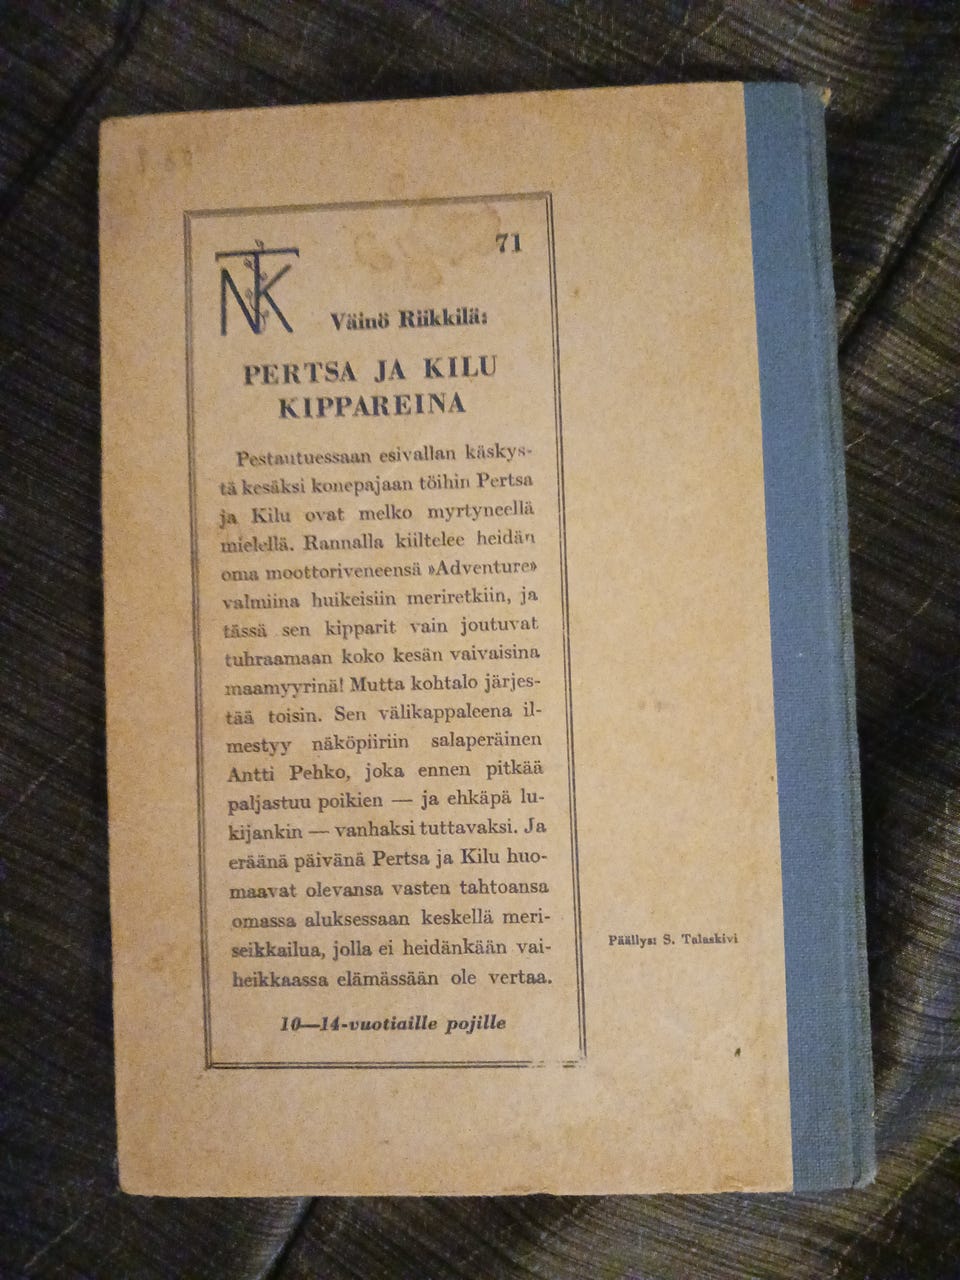 NTK
71
Väinö Riikkilä:
PERTSA JA KILU
KIPPAREINA
Pestautuessaan esivallan käskys-
tä kesäksi konepajaan töihin Pertsa
ja Kilu ovat melko myrtyneellä
mielellä. Rannalla kiiltelee heidän
oma moottoriveneensä »Adventure»
valmiina huikeisiin meriretkiin, ja
tässä sen kipparit vain joutuvat
tuhraamaan koko kesän vaivaisina
maamyyrinä! Mutta kohtalo järjes-
tää toisin. Sen välikappaleena il-
mestyy näköpiiriin salaperäinen
Antti Pehko, joka ennen pitkää
paljastuu poikien — ja ehkäpä lu-
kijankin — vanhaksi tuttavaksi. Ja
eräänä päivänä Pertsa ja Kilu huo-
maavat olevansa vasten tahtoansa
omassa aluksessaan keskellä meri-
seikkailua, jolla ei heidänkään vai-
heikkaassa elämässään ole vertaa.
10—14-vuotiaille pojille
Päällys: S. Talaskivi